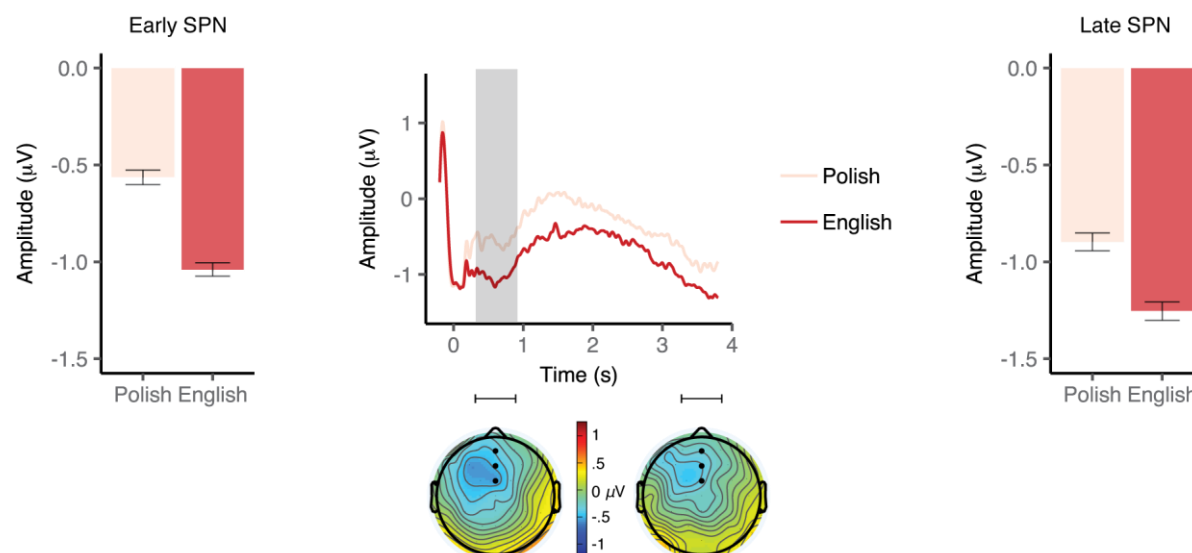 Early SPN
0.0
-0.5
-1.0
-1.5
Amplitude (μV)
Polish English
1
0
-1
Amplitude (μV)
0 1 2 3 4
Time (s)
Polish
English
1
.5
0 μV
-.5
-1
Late SPN
0.0
-0.5
-1.0
-1.5
Amplitude (μV)
Polish English